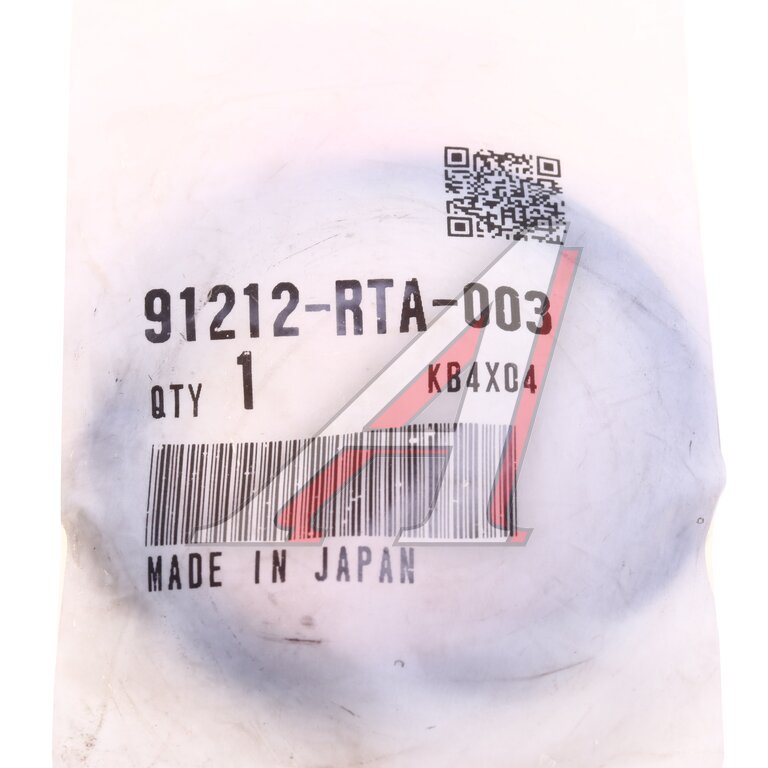 91212-RTA-003
QTY 1 KB4X04
MADE IN JAPAN